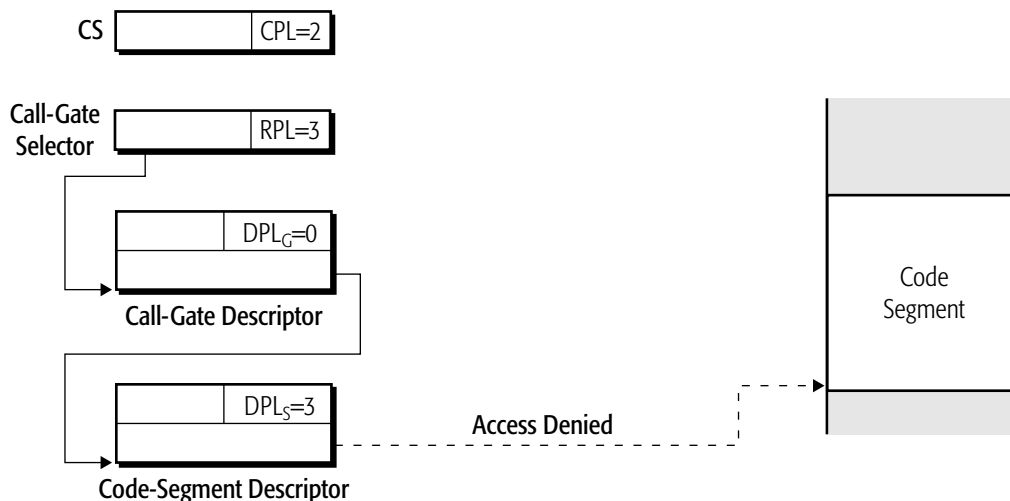 CS
CPL=2
Call-Gate
Selector
RPL=3
DPLG=0
Call-Gate Descriptor
DPLS=3
Code-Segment Descriptor
Access Denied
Code
Segment